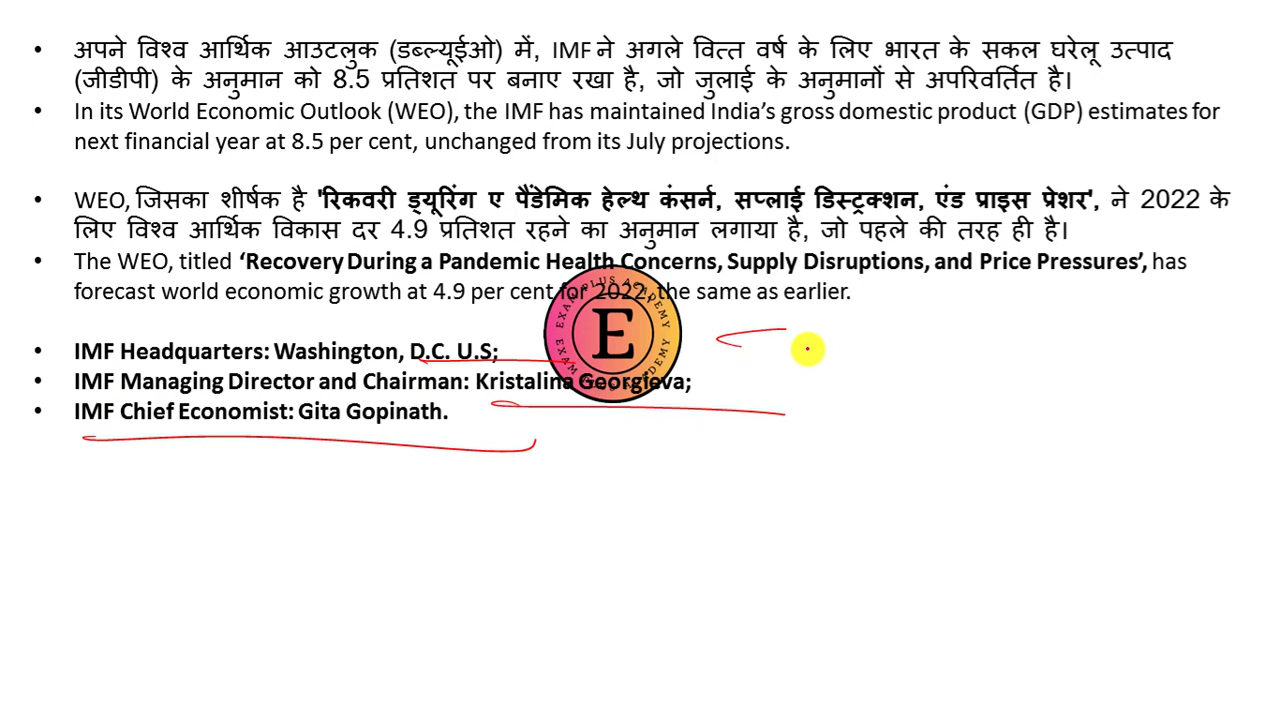 • अपने विश्व आर्थिक आउटलुक (डब्ल्यूईओ) में, IMF ने अगले वित्त वर्ष के लिए भारत के सकल घरेलू उत्पाद
(जीडीपी) के अनुमान को 8.5 प्रतिशत पर बनाए रखा है, जो जुलाई के अनुमानों से अपरिवर्तित है।
• In its World Economic Outlook (WEO), the IMF has maintained India’s gross domestic product (GDP) estimates for
next financial year at 8.5 per cent, unchanged from its July projections.
• WEO, जिसका शीर्षक है 'रिकवरी ड्यूरिंग ए पैंडेमिक हेल्थ कंसर्न, सप्लाई डिस्ट्रक्शन, एंड प्राइस प्रेशर', ने 2022 के
लिए विश्व आर्थिक विकास दर 4.9 प्रतिशत रहने का अनुमान लगाया है, जो पहले की तरह ही है।
• The WEO, titled ‘Recovery During a Pandemic Health Concerns, Supply Disruptions, and Price Pressures’, has
forecast world economic growth at 4.9 per cent for 2022, the same as earlier.
• IMF Headquarters: Washington, D.C. U.S;
• IMF Managing Director and Chairman: Kristalina Georgieva;
• IMF Chief Economist: Gita Gopinath.
EXAM PLUS ACADEMY
E
EXAM PLUS ACADEMY